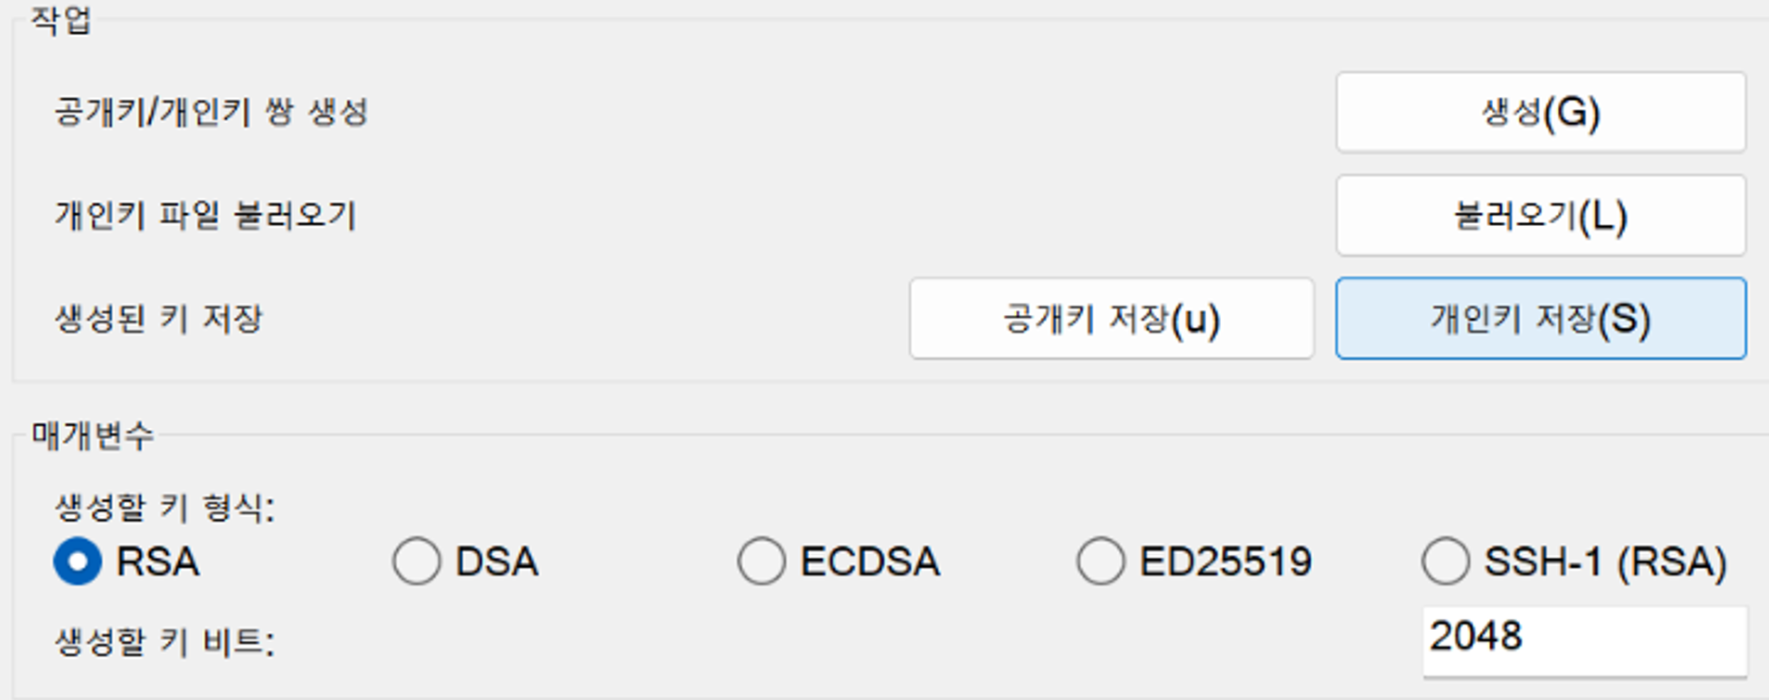 작업
공개키/개인키 쌍 생성 생성(G)
개인키 파일 불러오기 불러오기(L)
생성된 키 저장 공개키 저장(u) 개인키 저장(S)
매개변수
생성할 키 형식:
RSA DSA ECDSA ED25519 SSH-1 (RSA)
생성할 키 비트: 2048